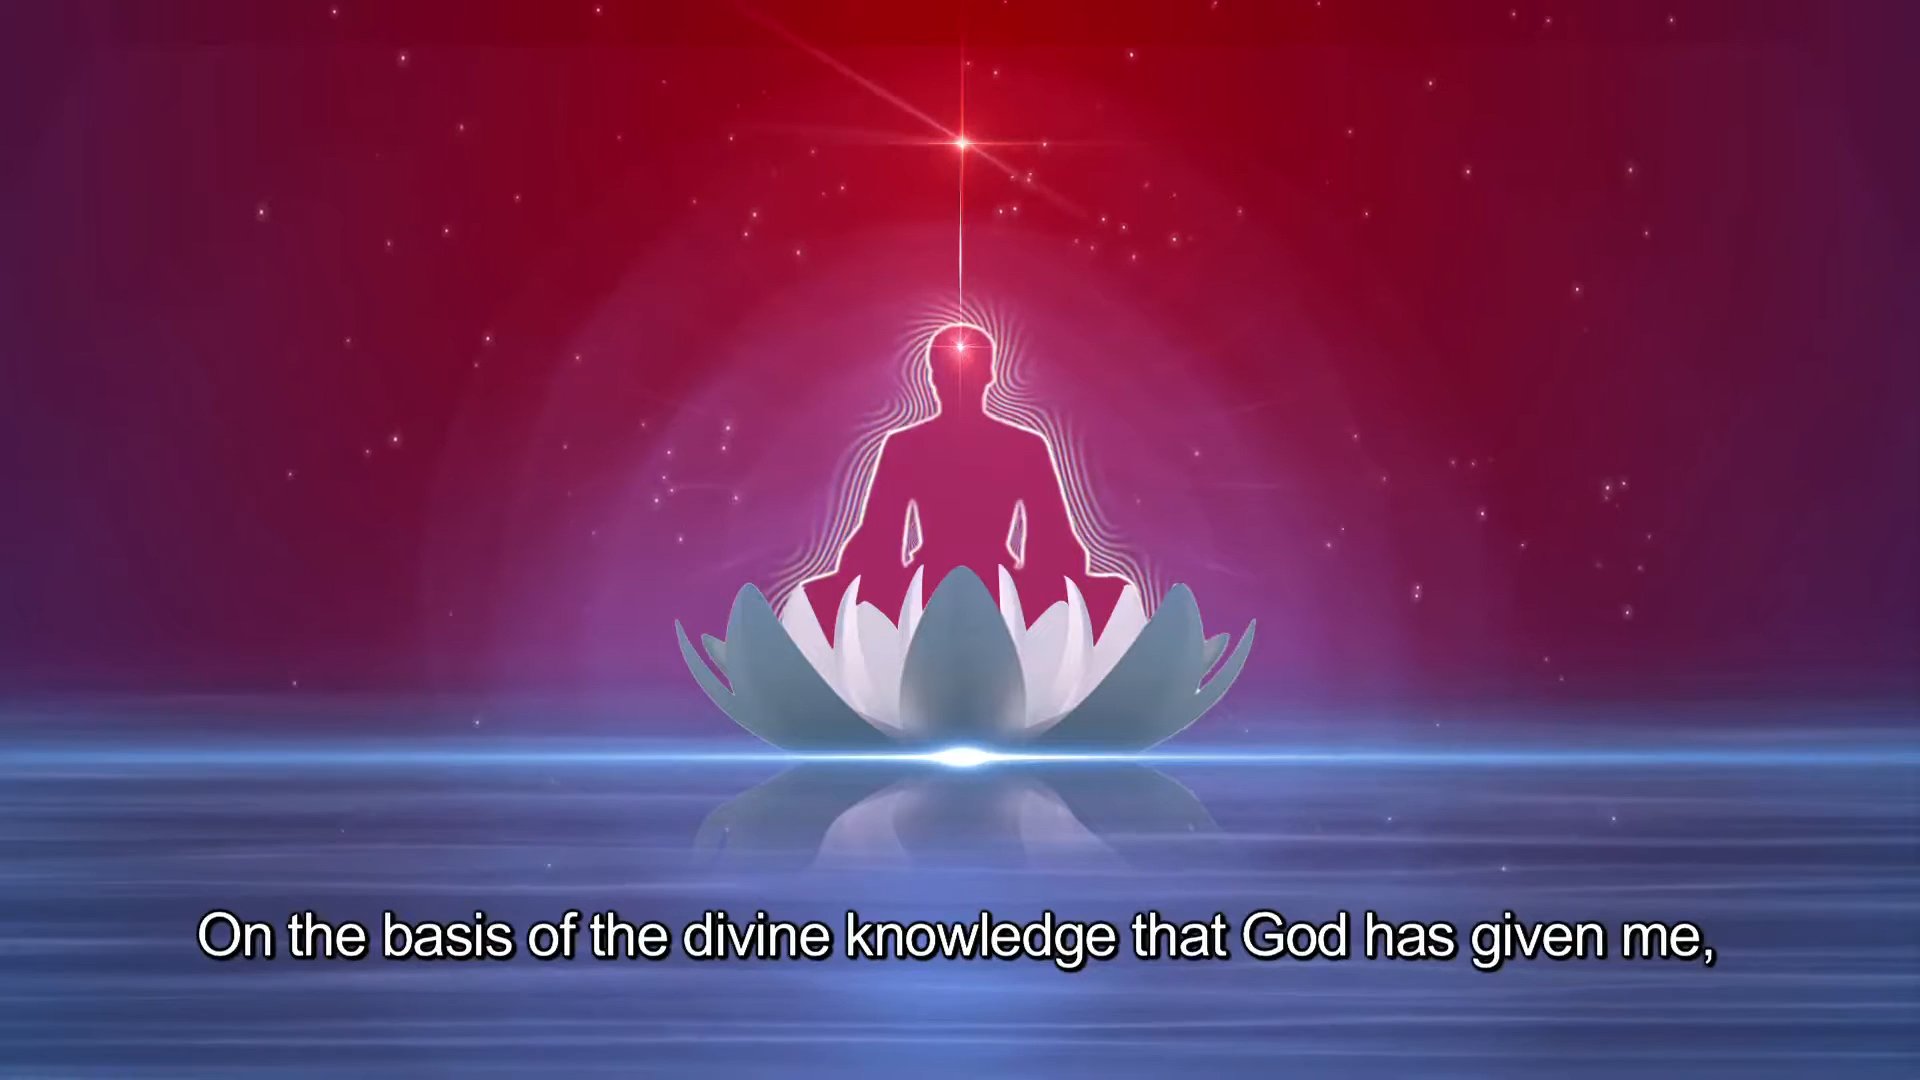 On the basis of the divine knowledge that God has given me,